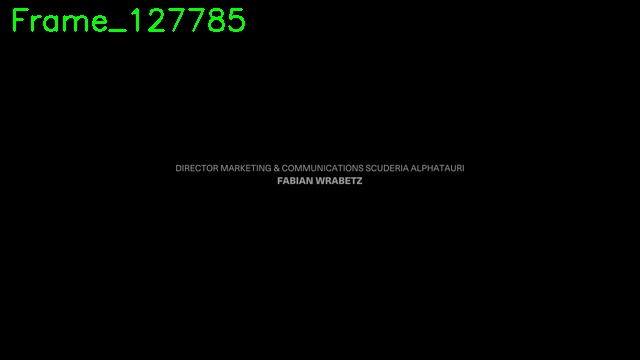 Frame_127785
DIRECTOR MARKETING & COMMUNICATIONS SCUDERIA ALPHATAURI
FABIAN WRABETZ